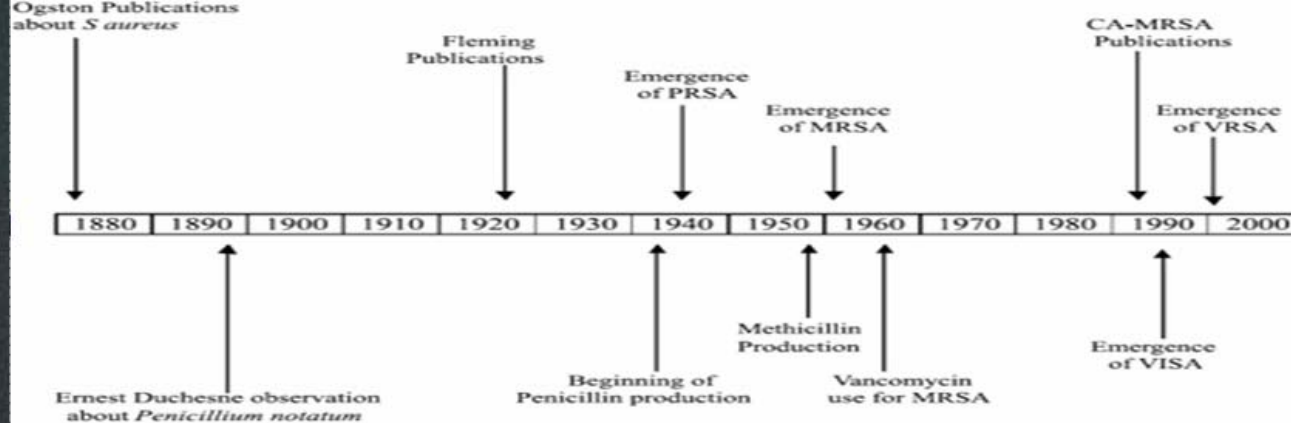 Ogston Publications
about S aureus
Fleming
Publications
Emergence
of PRSA
Emergence
of MRSA
CA-MRSA
Publications
Emergence
of VRSA
1880 1890 1900 1910 1920 1930 1940 1950 1960 1970 1980 1990 2000
Ernest Duchesne observation
about Penicillium notatum
Beginning of
Penicillin production
Methicillin
Production
Vancomycin
use for MRSA
Emergence
of VISA